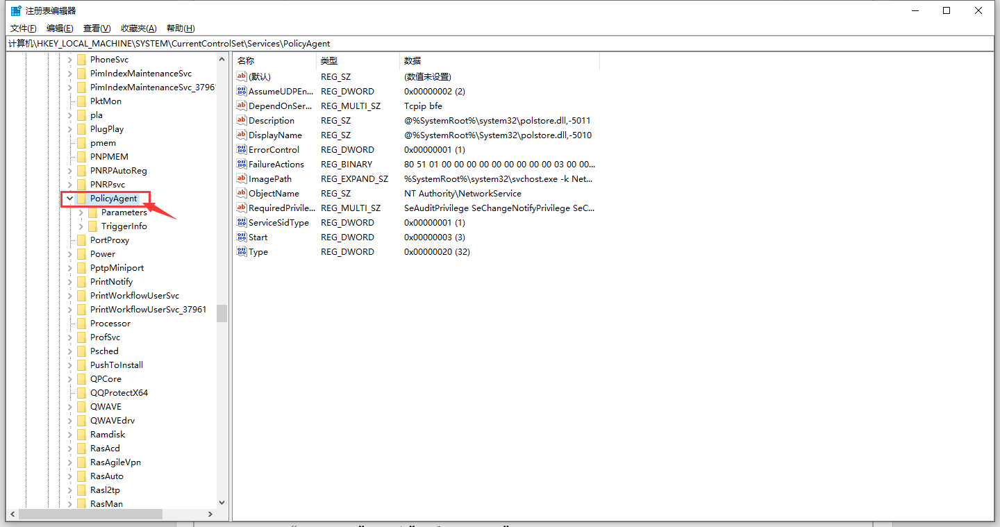 注册表编辑器
文件(F) 编辑(E) 查看(V) 收藏夹(A) 帮助(H)
计算机\HKEY_LOCAL_MACHINE\SYSTEM\CurrentControlSet\Services\PolicyAgent
PhoneSvc
PimIndexMaintenanceSvc
PimIndexMaintenanceSvc_37961
PktMon
pla
PlugPlay
pmem
PNPMEM
PNRPAutoReg
PNRPsvc
PolicyAgent
Parameters
TriggerInfo
PortProxy
Power
PptpMiniport
PrintNotify
PrintWorkflowUserSvc
PrintWorkflowUserSvc_37961
Processor
ProfSvc
Psched
PushToInstall
QPCore
QQProtectX64
QWAVE
QWAVEdrv
Ramdisk
RasAcd
RasAgileVpn
RasAuto
Rasl2tp
RasMan
名称 类型 数据
(默认) REG_SZ (数值未设置)
AssumeUDPEn... REG_DWORD 0x00000002 (2)
DependOnSer... REG_MULTI_SZ Tcpip bfe
Description REG_SZ @%SystemRoot%\system32\polstore.dll,-5011
DisplayName REG_SZ @%SystemRoot%\System32\polstore.dll,-5010
ErrorControl REG_DWORD 0x00000001 (1)
FailureActions REG_BINARY 80 51 01 00 00 00 00 00 00 00 00 00 03 00 00...
ImagePath REG_EXPAND_SZ %SystemRoot%\system32\svchost.exe -k Net...
ObjectName REG_SZ NT Authority\NetworkService
RequiredPrivile... REG_MULTI_SZ SeAuditPrivilege SeChangeNotifyPrivilege SeC...
ServiceSidType REG_DWORD 0x00000001 (1)
Start REG_DWORD 0x00000003 (3)
Type REG_DWORD 0x00000020 (32)